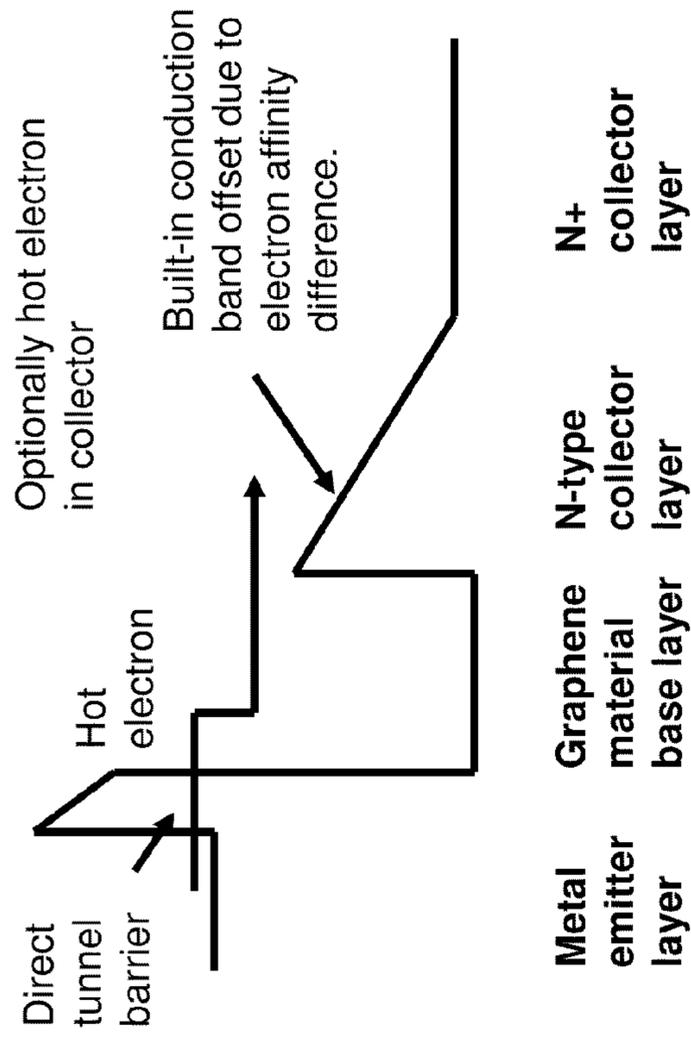 Direct
tunnel
barrier
Hot
electron
Optionally hot electron
in collector
Built-in conduction
band offset due to
electron affinity
difference.
Metal
emitter
layer
Graphene
material
base layer
N-type
collector
layer
N+
collector
layer